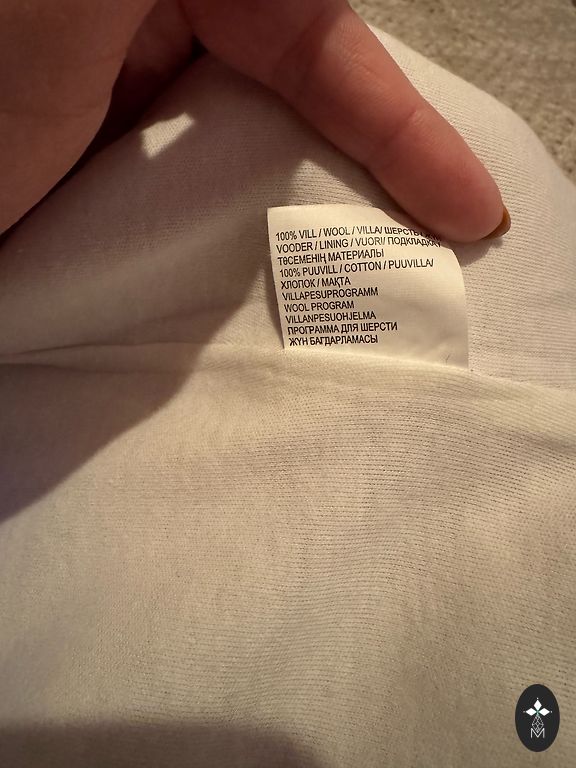 100% VILL / WOOL / VILLA/ ШЕРСТЬ
VOODER / LINING / VUORI/ ПОДКЛАДКА/
ТӨСЕМЕНІҢ МАТЕРИАЛЫ
100% PUUVILL / COTTON / PUUVILLA/
ХЛОПОК / МАҚТА
VILLAPESUPROGRAMM
WOOL PROGRAM
VILLANPESUOHJELMA
ПРОГРАММА ДЛЯ ШЕРСТИ
ЖҮН БАГДАРЛАМАСЫ